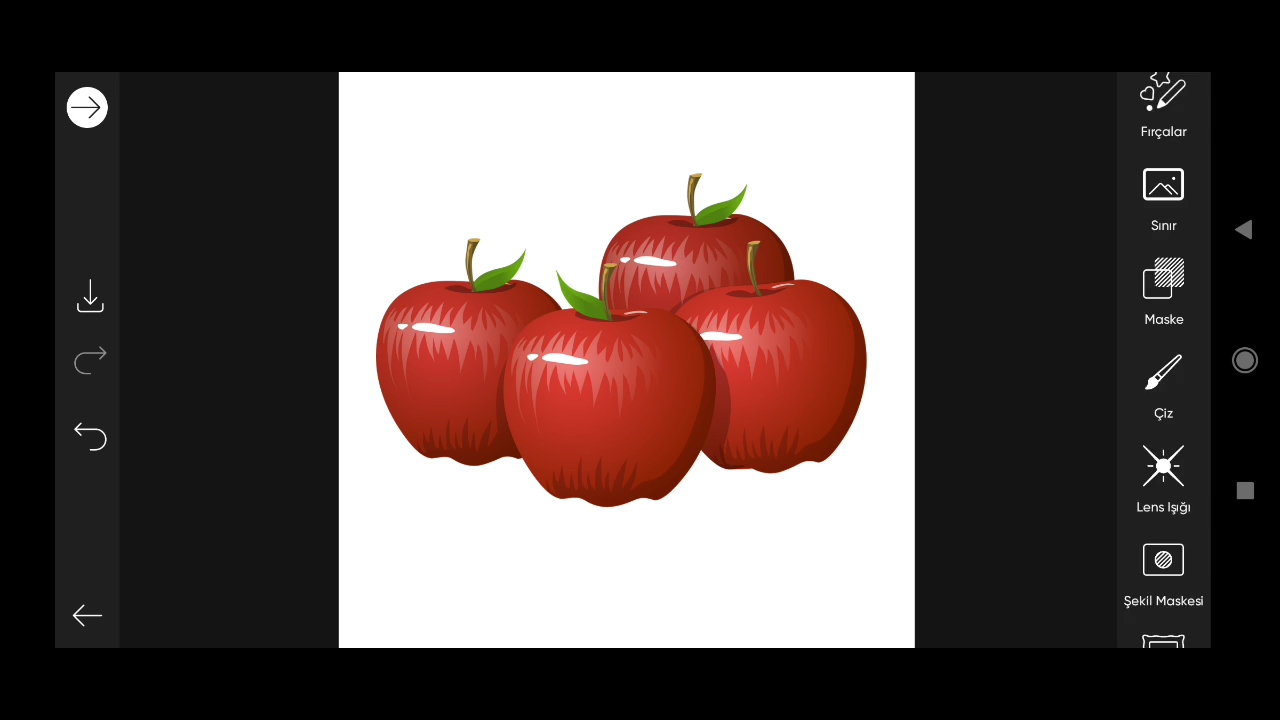 Fırçalar
Sınır
Maske
Çiz
Lens Işığı
Şekil Maskesi